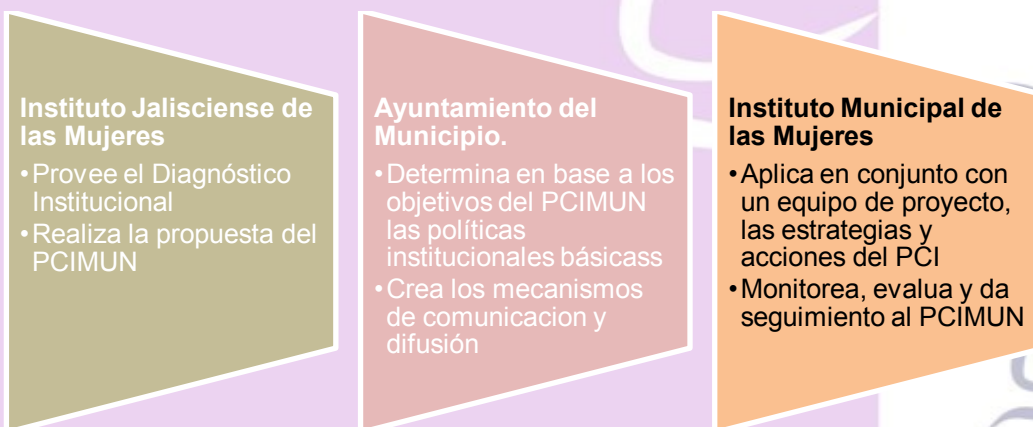 Instituto Jalisciense de
las Mujeres
•Provee el Diagnóstico
Institucional
•Realiza la propuesta del
PCIMUN
Ayuntamiento del
Municipio.
•Determina en base a los
objetivos del PCIMUN
las políticas
institucionales básicass
•Crea los mecanismos
de comunicacion y
difusión
Instituto Municipal de
las Mujeres
•Aplica en conjunto con
un equipo de proyecto,
las estrategias y
acciones del PCI
•Monitorea, evalua y da
seguimiento al PCIMUN